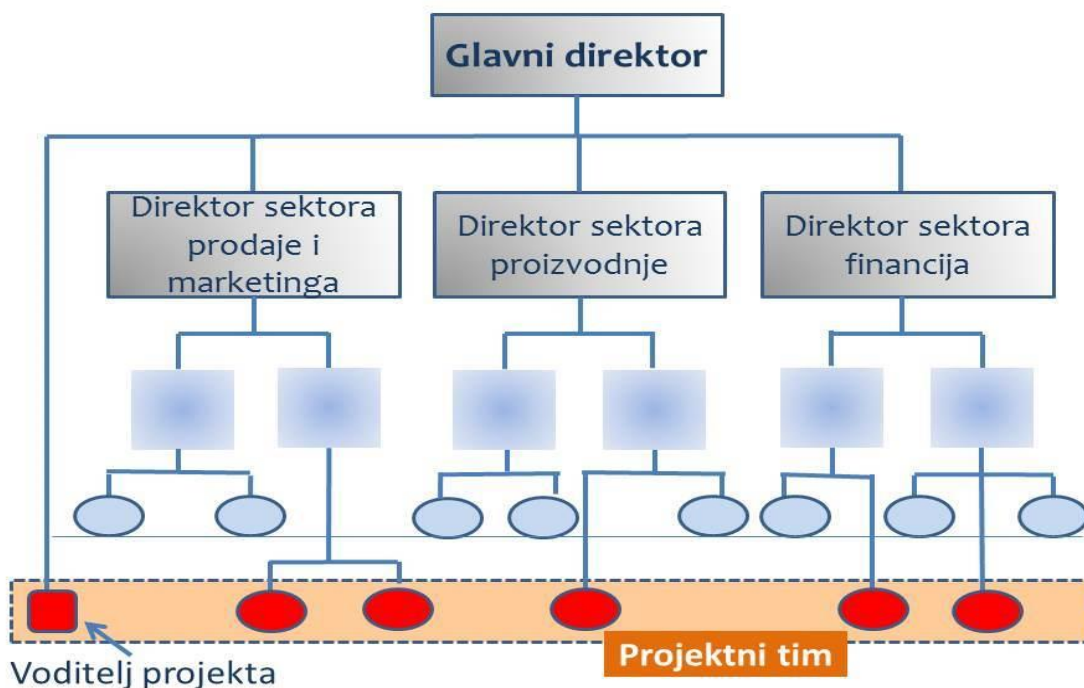 Glavni direktor
Direktor sektora
prodaje i
marketinga
Direktor sektora
proizvodnje
Direktor sektora
financija
Projektni tim
Voditelj projekta